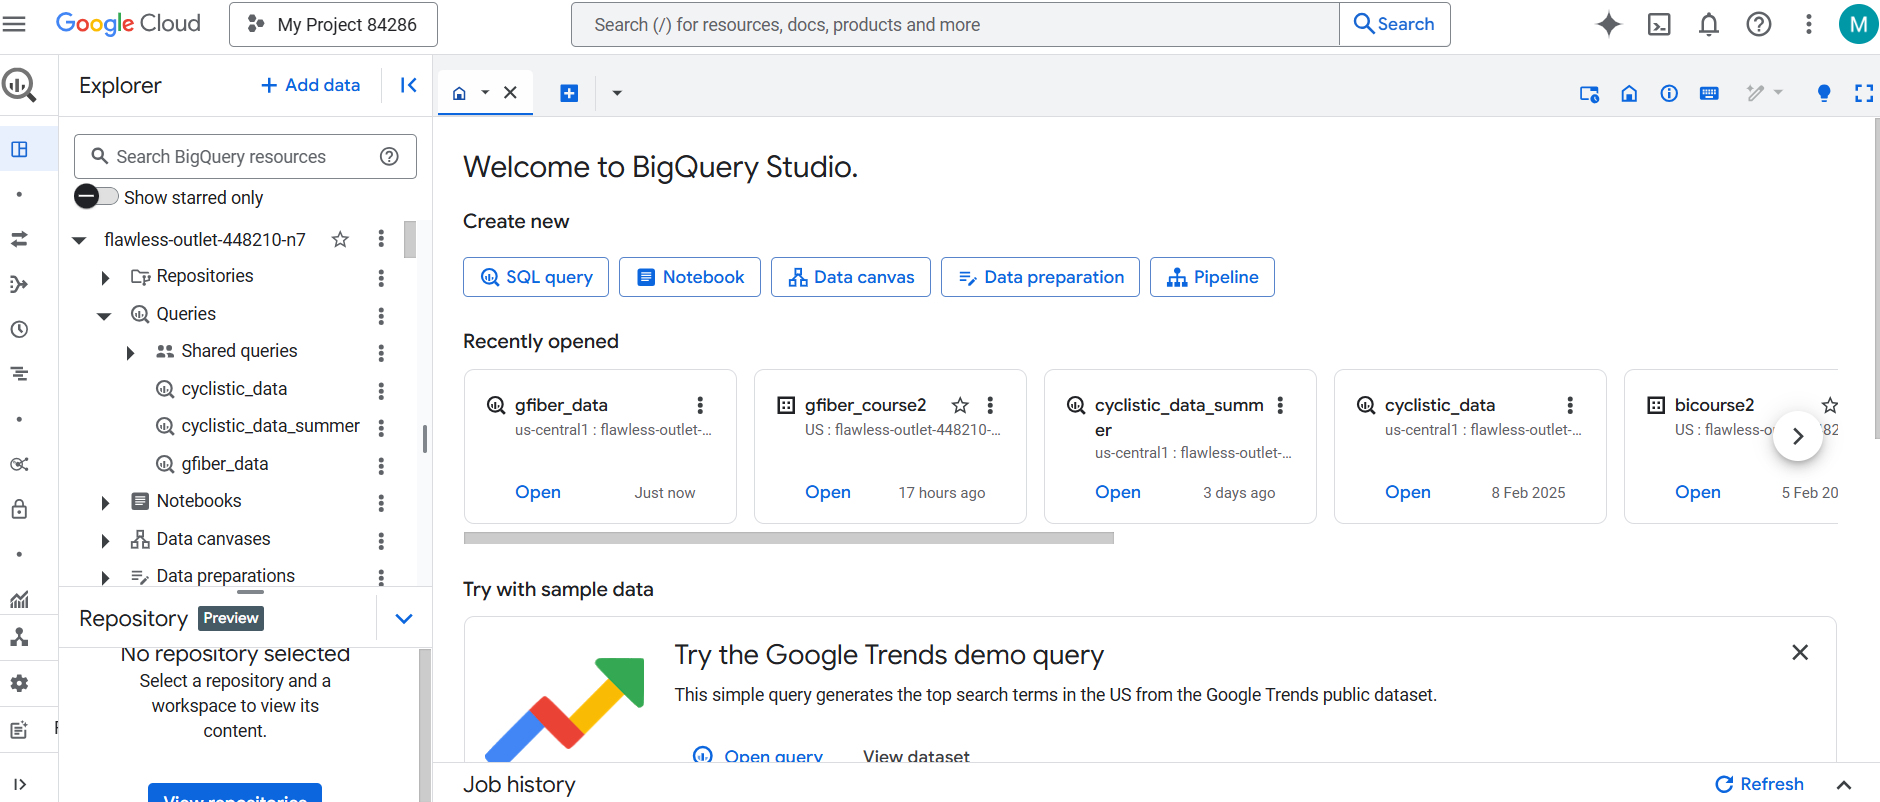 Google Cloud
My Project 84286
Search (/) for resources, docs, products and more
Search
M
Explorer
+ Add data
Search BigQuery resources
Show starred only
flawless-outlet-448210-n7
Repositories
Queries
Shared queries
cyclistic_data
cyclistic_data_summer
gfiber_data
Notebooks
Data canvases
Data preparations
Repository Preview
No repository selected
Select a repository and a
workspace to view its
content.
View repositories
Welcome to BigQuery Studio.
Create new
SQL query
Notebook
Data canvas
Data preparation
Pipeline
Recently opened
gfiber_data
us-central1 : flawless-outlet-...
Open
Just now
gfiber_course2
US : flawless-outlet-448210-...
Open
17 hours ago
cyclistic_data_summ
er
us-central1 : flawless-outlet-...
Open
3 days ago
cyclistic_data
us-central1 : flawless-outlet-...
Open
8 Feb 2025
bicourse2
US : flawless-o
Open
5 Feb 20
Try with sample data
Try the Google Trends demo query
This simple query generates the top search terms in the US from the Google Trends public dataset.
Open query
View dataset
Job history
Refresh